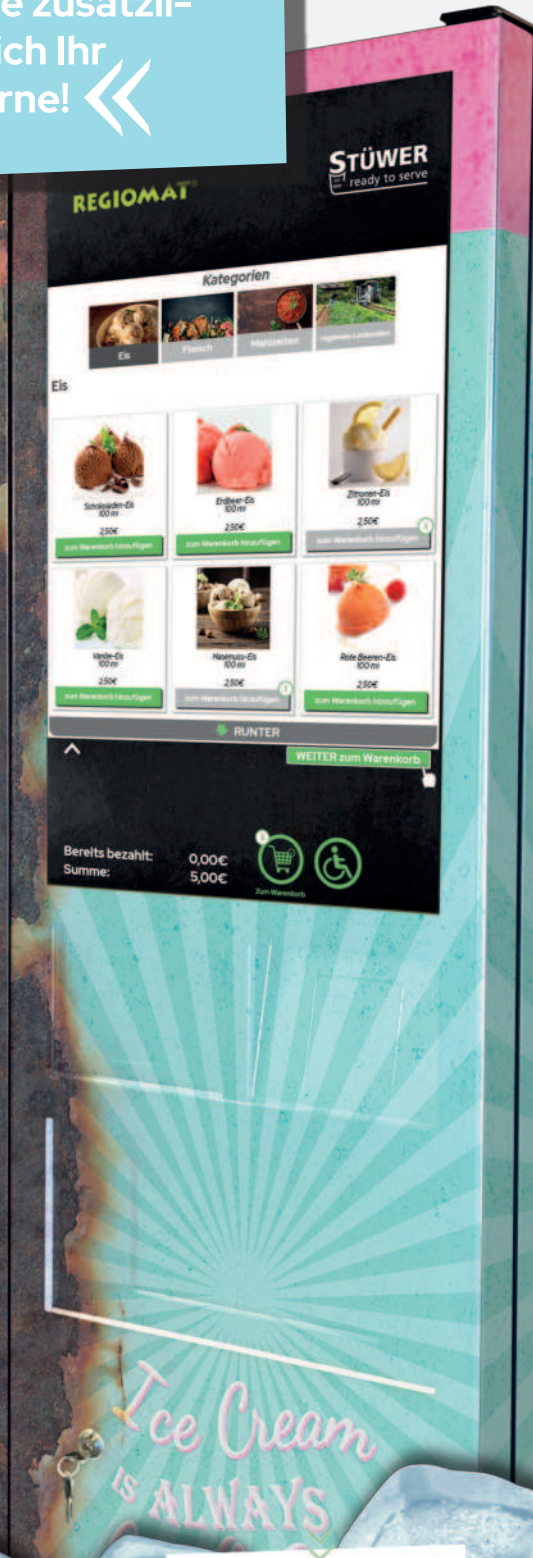 e zusätzli-
ich Ihr
rne! «
REGIOMAT®
STÜWER
ready to serve
Kategorien
Eis
Fleisch
Mahlzeiten
regionale Leckereien
Eis
Schokoladen-Eis
100 ml
2,50€
zum Warenkorb hinzufügen
Erdbeer-Eis
100 ml
2,50€
zum Warenkorb hinzufügen
Zitronen-Eis
100 ml
2,50€
zum Warenkorb hinzufügen
Vanille-Eis
100 ml
2,50€
zum Warenkorb hinzufügen
Haselnuss-Eis
100 ml
2,50€
zum Warenkorb hinzufügen
Rote Beeren-Eis
100 ml
2,50€
zum Warenkorb hinzufügen
RUNTER
WEITER zum Warenkorb
Bereits bezahlt: 0,00€
Summe: 5,00€
Zum Warenkorb
Ice Cream
IS ALWAYS